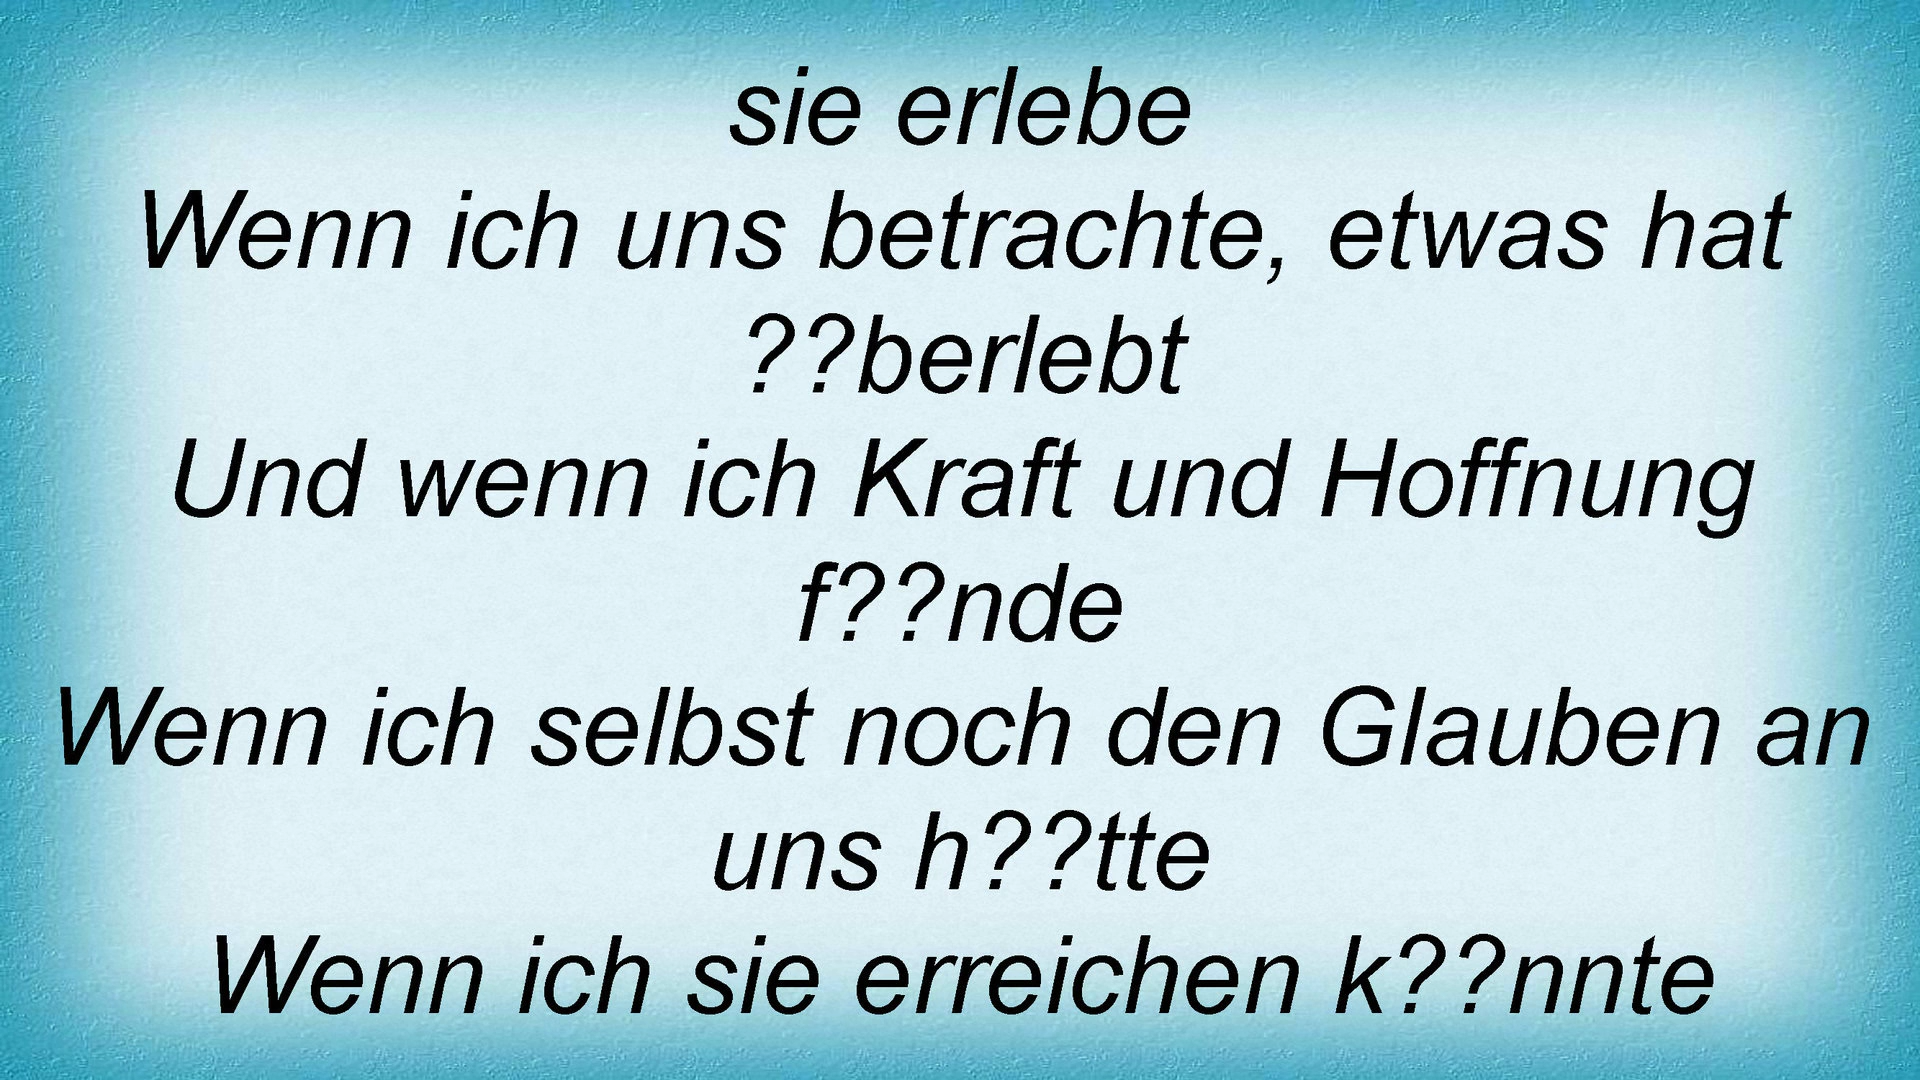 sie erlebe
Wenn ich uns betrachte, etwas hat
??berlebt
Und wenn ich Kraft und Hoffnung
f??nde
Wenn ich selbst noch den Glauben an
uns h??tte
Wenn ich sie erreichen k??nnte